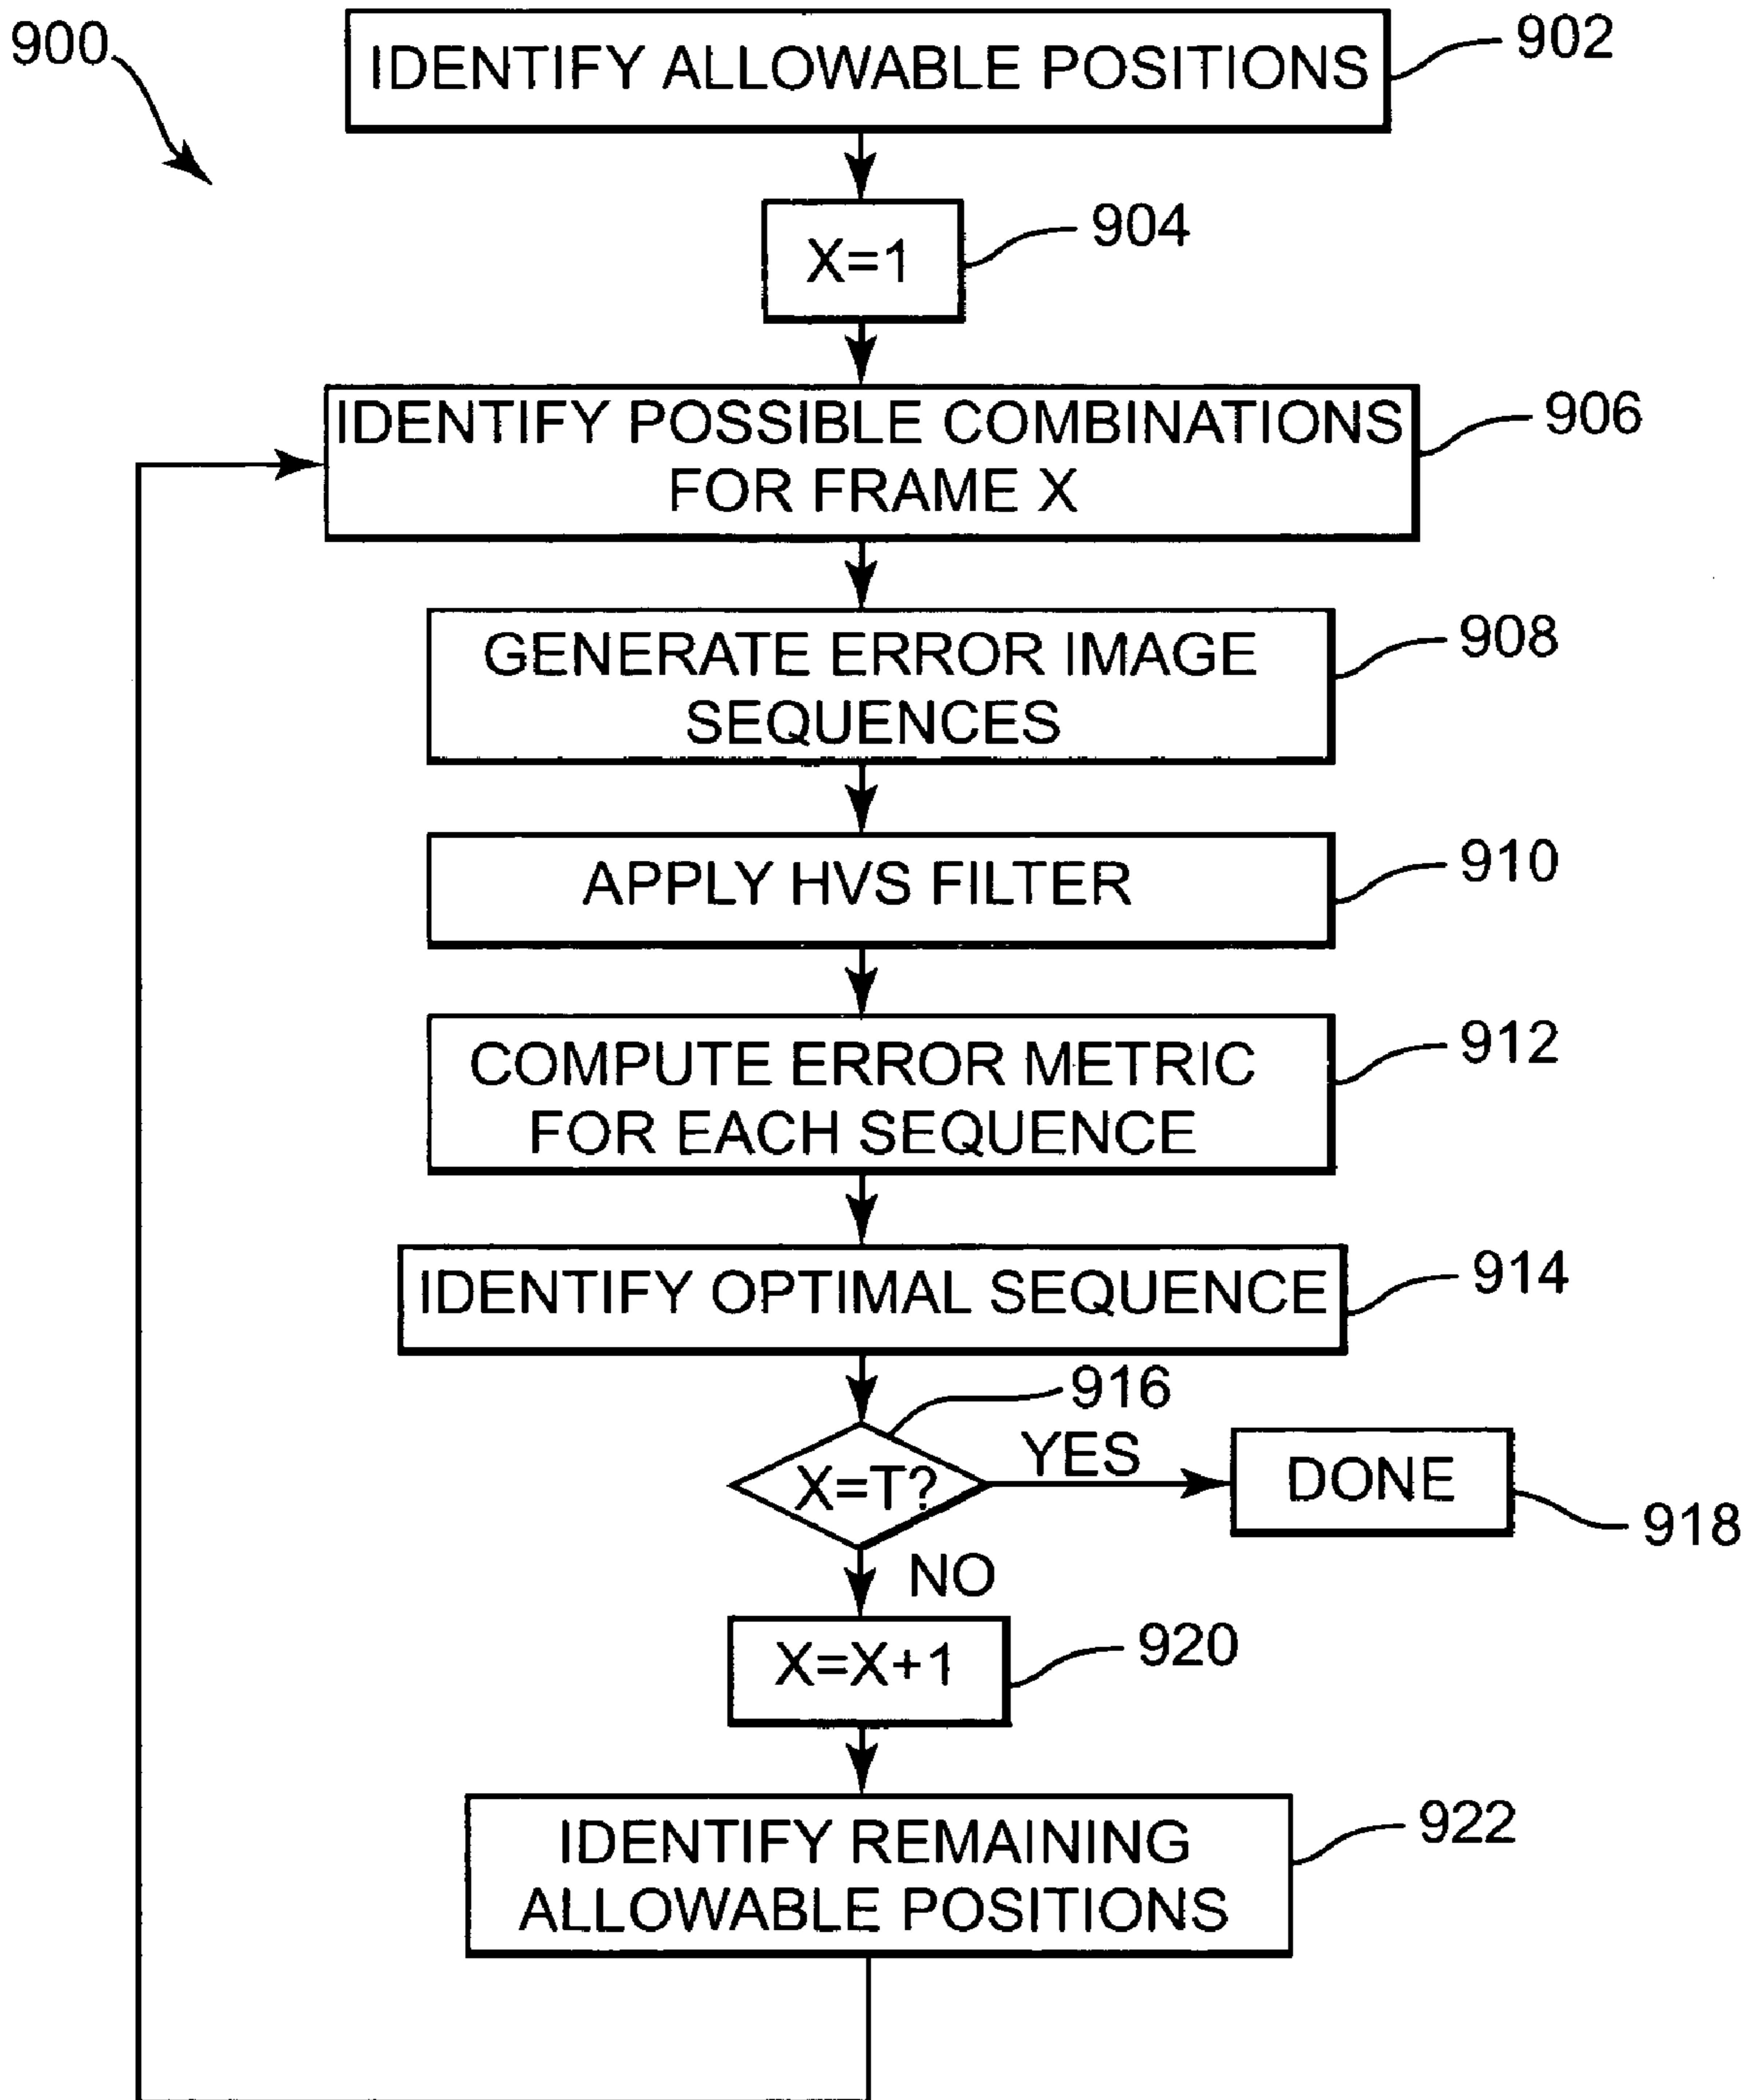 900
IDENTIFY ALLOWABLE POSITIONS
902
X=1
904
IDENTIFY POSSIBLE COMBINATIONS
FOR FRAME X
906
GENERATE ERROR IMAGE
SEQUENCES
908
APPLY HVS FILTER
910
COMPUTE ERROR METRIC
FOR EACH SEQUENCE
912
IDENTIFY OPTIMAL SEQUENCE
914
916
X=T?
YES
DONE
918
NO
X=X+1
920
IDENTIFY REMAINING
ALLOWABLE POSITIONS
922